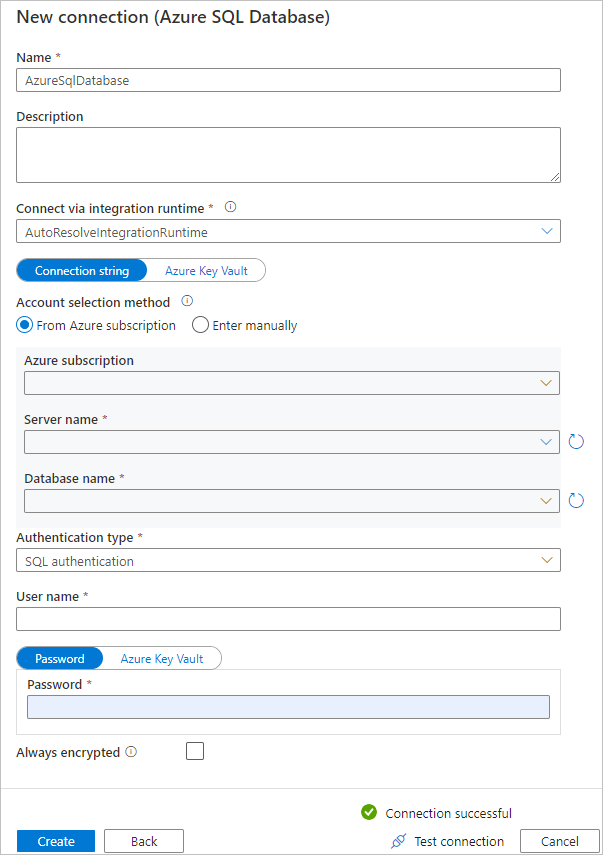 New connection (Azure SQL Database)
Name *
AzureSqlDatabase
Description
Connect via integration runtime *
AutoResolveIntegrationRuntime
Connection string Azure Key Vault
Account selection method
From Azure subscription Enter manually
Azure subscription
Server name *
Database name *
Authentication type *
SQL authentication
User name *
Password Azure Key Vault
Password *
Always encrypted
Connection successful
Create Back Test connection Cancel